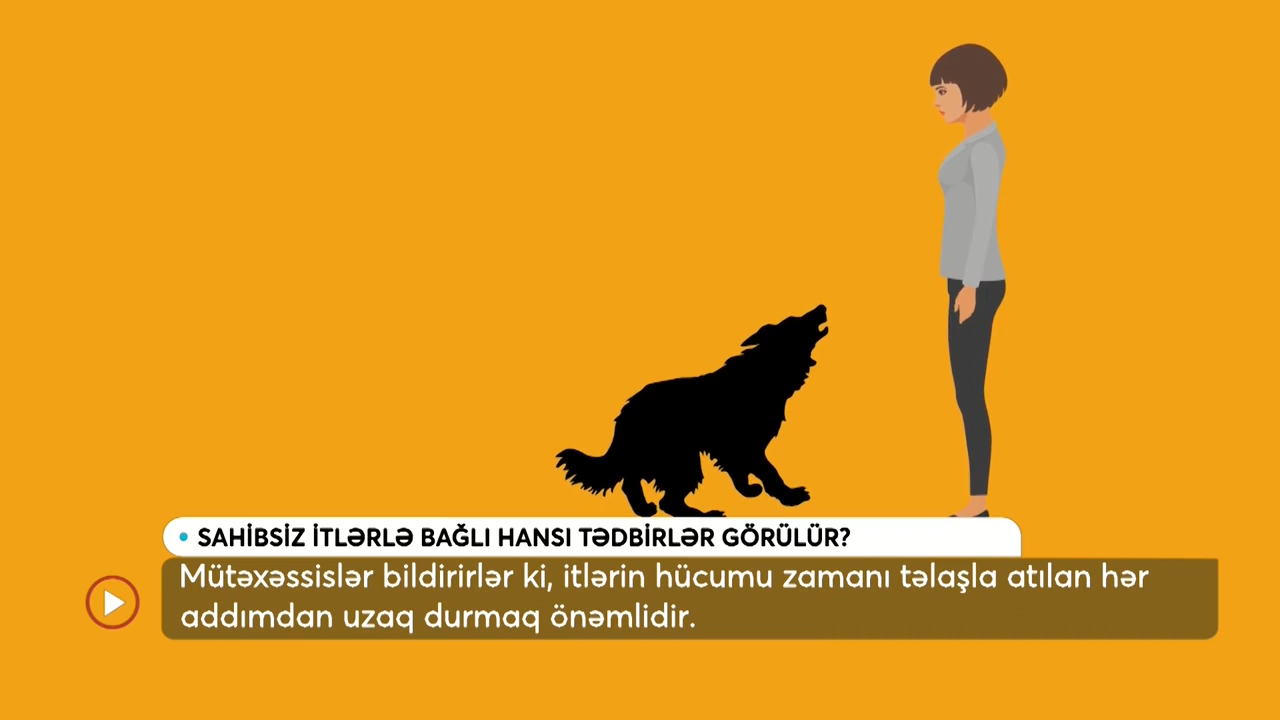 • SAHİBSİZ İTLƏRLƏ BAĞLI HANSI TƏDBİRLƏR GÖRÜLÜR?
Mütəxəssislər bildirirlər ki, itlərin hücumu zamanı təlaşla atılan hər
addımdan uzaq durmaq önəmlidir.